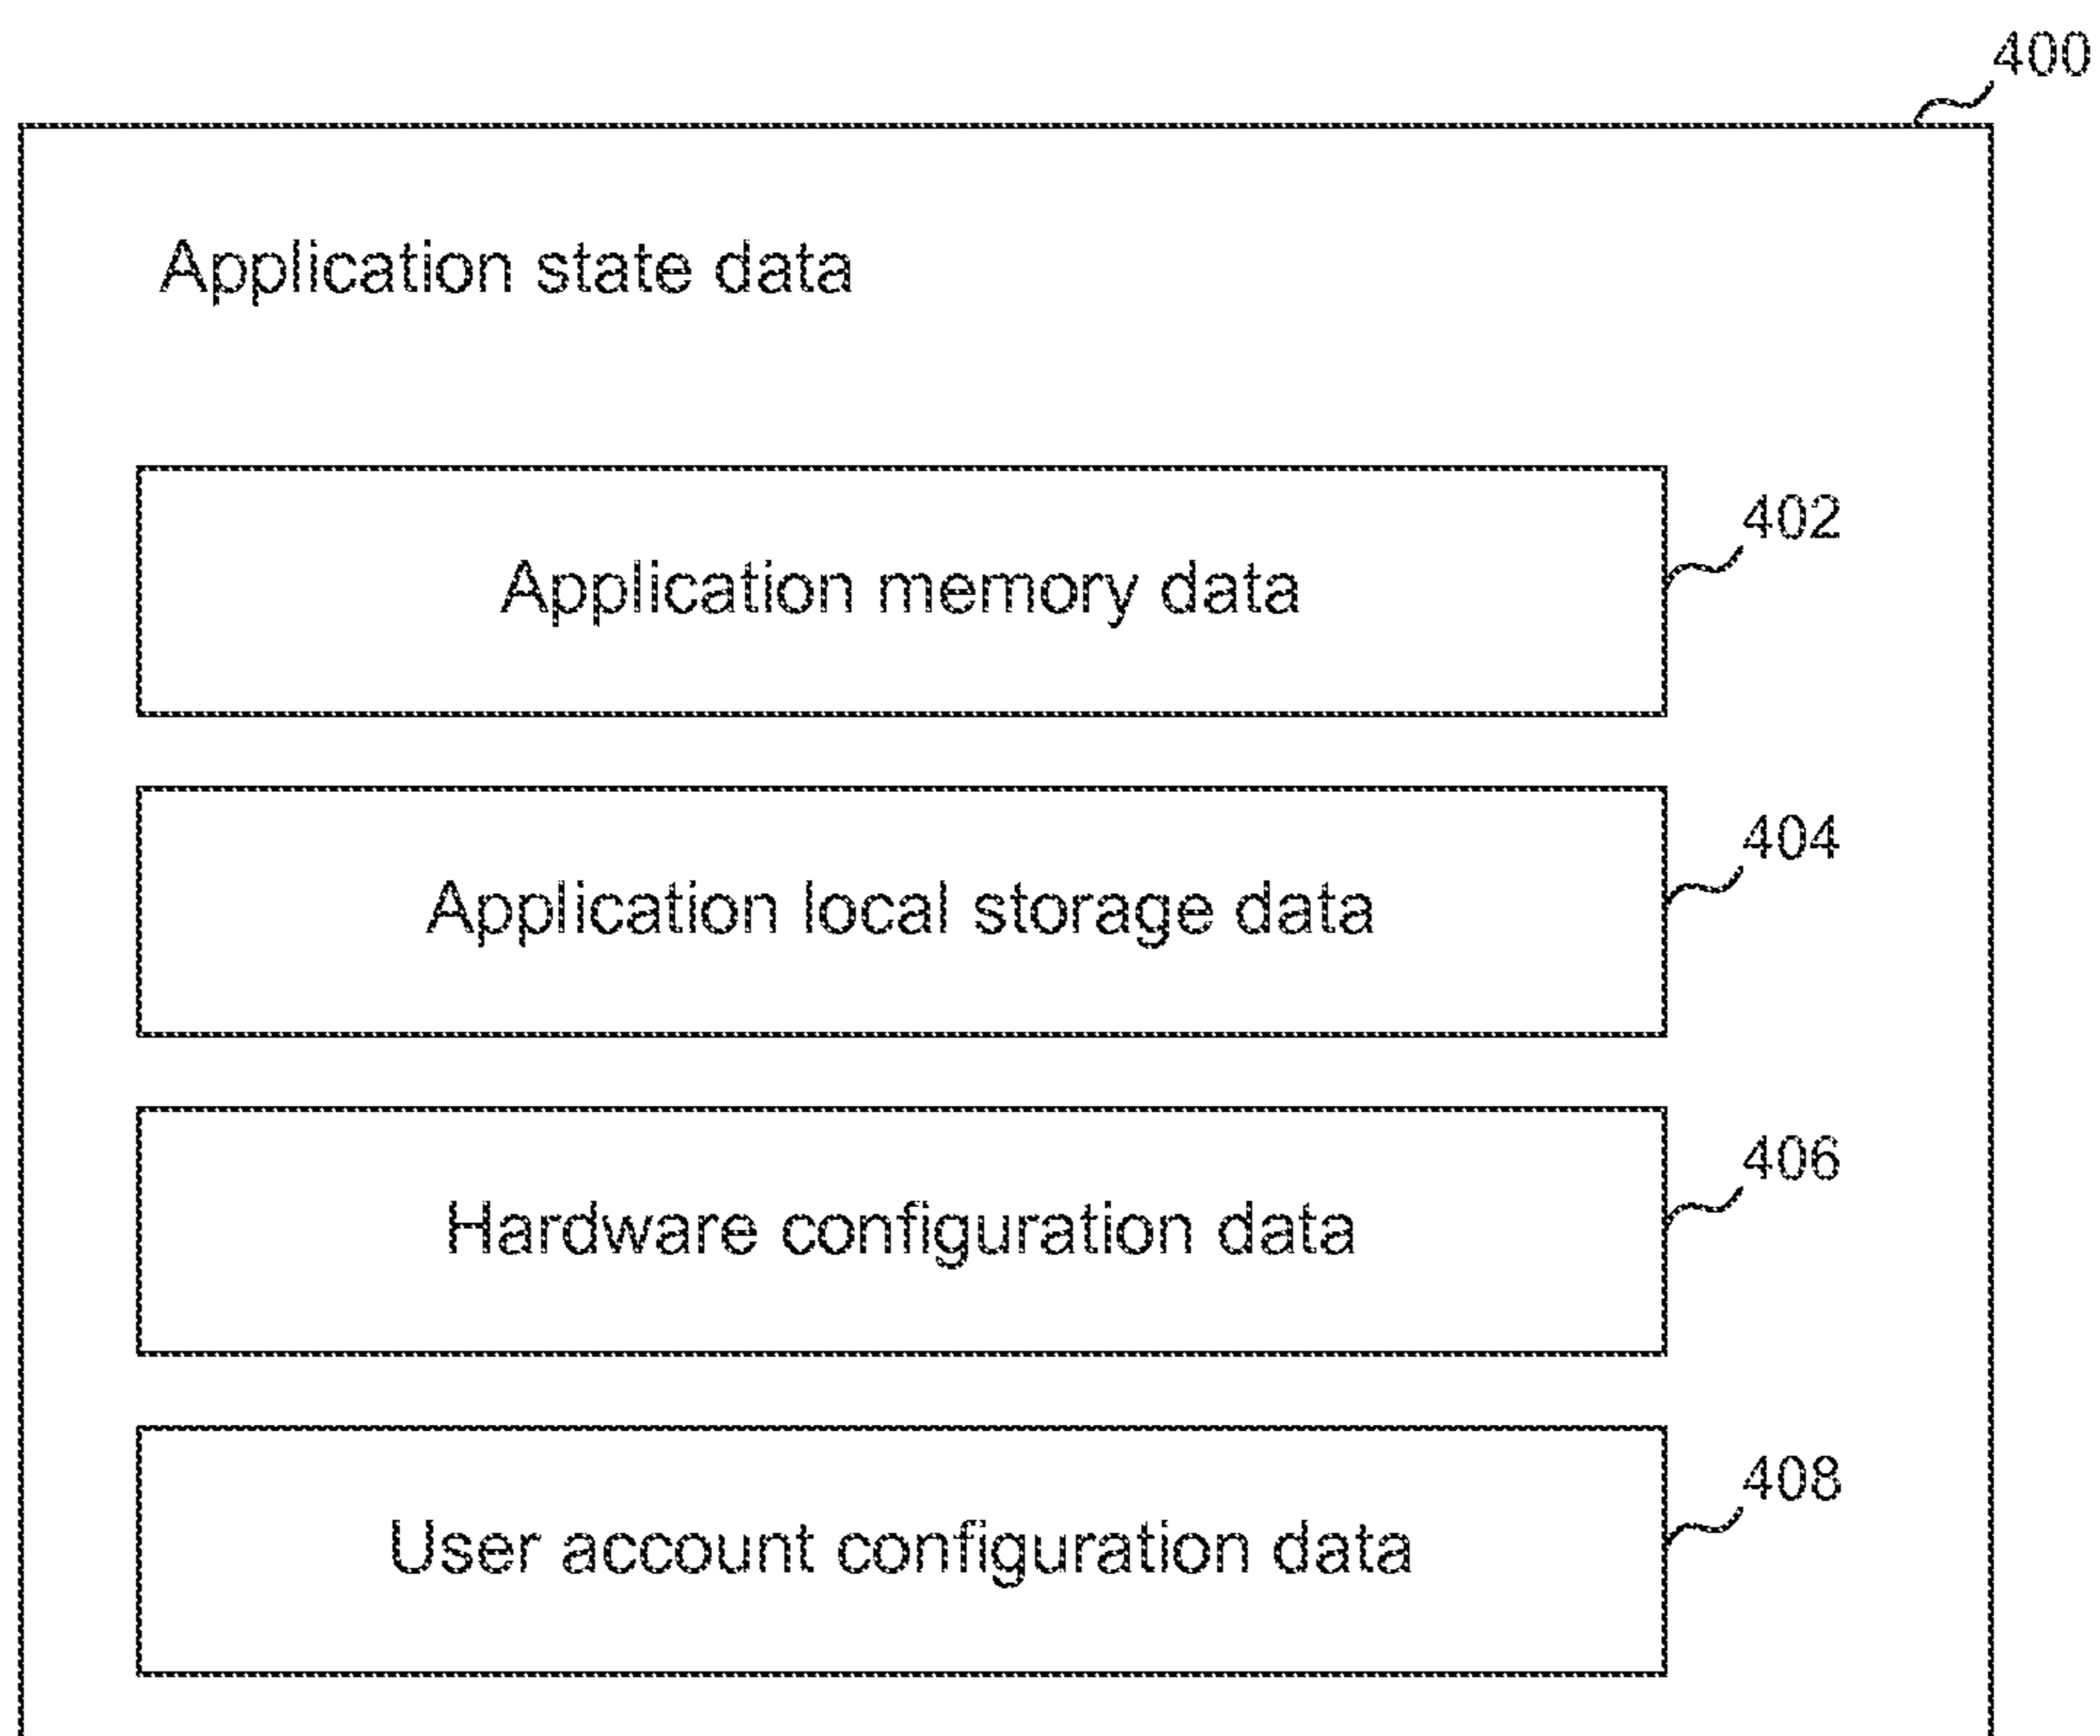 400
Application state data
402
Application memory data
404
Application local storage data
406
Hardware configuration data
408
User account configuration data